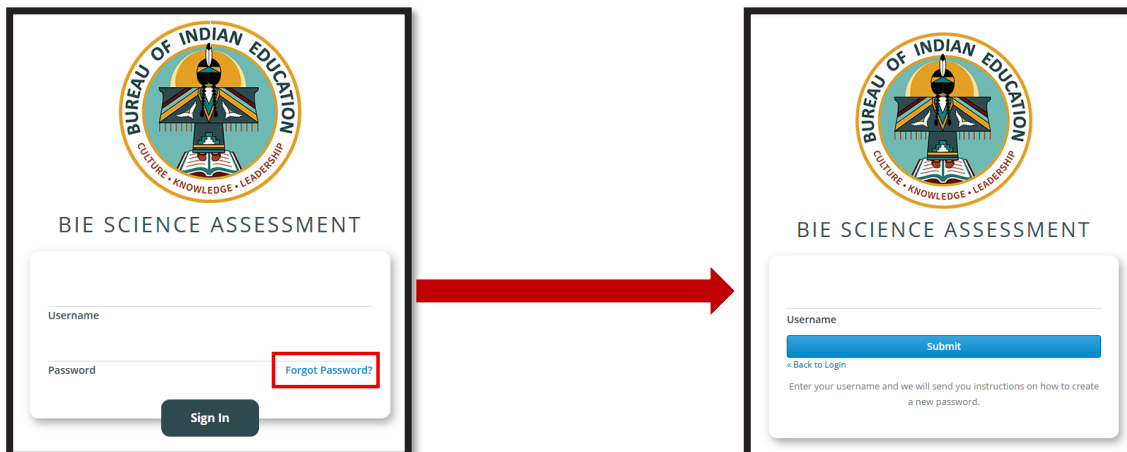 BUREAU OF INDIAN EDUCATION
CULTURE • KNOWLEDGE • LEADERSHIP
BIE SCIENCE ASSESSMENT
Username
Password
Forgot Password?
Sign In
BUREAU OF INDIAN EDUCATION
CULTURE • KNOWLEDGE • LEADERSHIP
BIE SCIENCE ASSESSMENT
Username
Submit
« Back to Login
Enter your username and we will send you instructions on how to create
a new password.